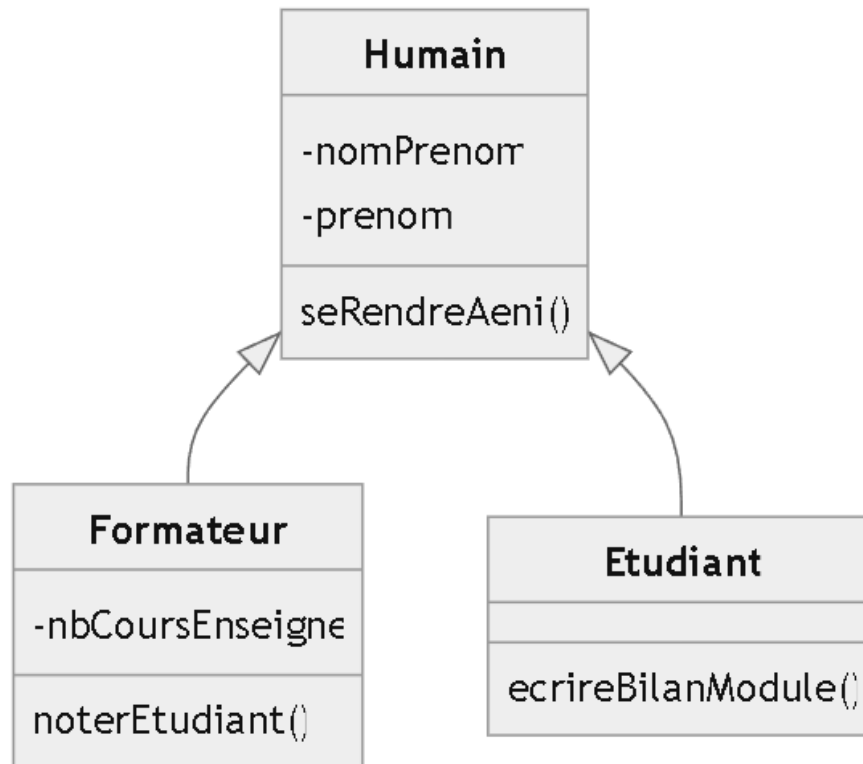 Humain
-nomPrenom
-prenom
seRendreAeni()
Formateur
-nbCoursEnseigne
noterEtudiant()
Etudiant
ecrireBilanModule()